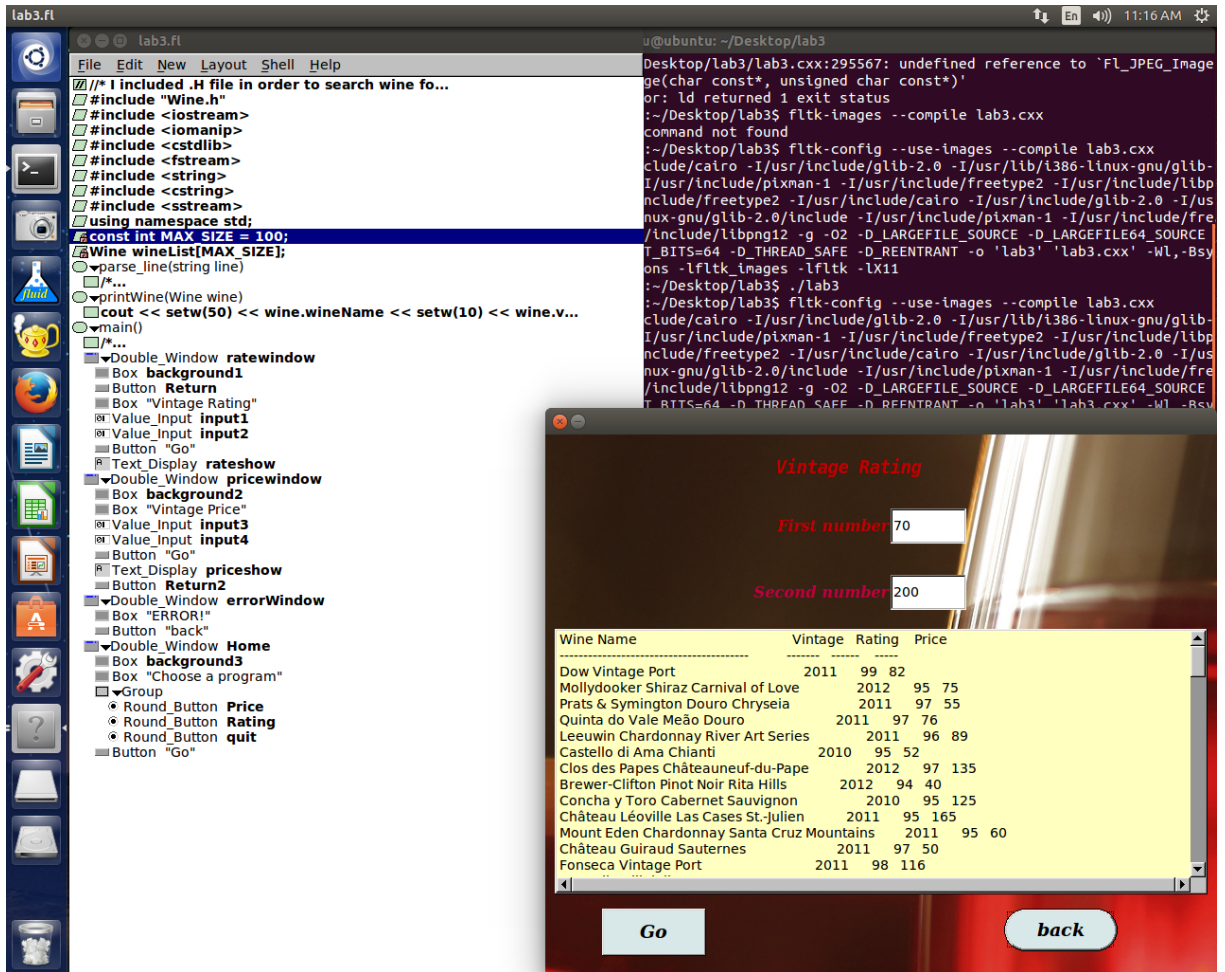 lab3.fl
En
11:16 AM
lab3.fl
File Edit New Layout Shell Help
//* I included .H file in order to search wine fo...
#include "Wine.h"
#include <iostream>
#include <iomanip>
#include <cstdlib>
#include <fstream>
#include <string>
#include <cstring>
#include <sstream>
using namespace std;
const int MAX_SIZE = 100;
Wine wineList[MAX_SIZE];
parse_line(string line)
/*...
printWine(Wine wine)
cout << setw(50) << wine.wineName << setw(10) << wine.v...
main()
/*...
Double_Window ratewindow
Box background1
Button Return
Box "Vintage Rating"
Value_Input input1
Value_Input input2
Button "Go"
Text_Display rateshow
Double_Window pricewindow
Box background2
Box "Vintage Price"
Value_Input input3
Value_Input input4
Button "Go"
Text_Display priceshow
Button Return2
Double_Window errorWindow
Box "ERROR!"
Button "back"
Double_Window Home
Box background3
Box "Choose a program"
Group
Round_Button Price
Round_Button Rating
Round_Button quit
Button "Go"
fluid
u@ubuntu: ~/Desktop/lab3
Desktop/lab3/lab3.cxx:295567: undefined reference to `Fl_JPEG_Image
ge(char const*, unsigned char const*)'
or: ld returned 1 exit status
:~/Desktop/lab3$ fltk-images --compile lab3.cxx
command not found
:~/Desktop/lab3$ fltk-config --use-images --compile lab3.cxx
clude/cairo -I/usr/include/glib-2.0 -I/usr/lib/i386-linux-gnu/glib-
I/usr/include/pixman-1 -I/usr/include/freetype2 -I/usr/include/libp
nclude/freetype2 -I/usr/include/cairo -I/usr/include/glib-2.0 -I/us
nux-gnu/glib-2.0/include -I/usr/include/pixman-1 -I/usr/include/fre
/include/libpng12 -g -O2 -D_LARGEFILE_SOURCE -D_LARGEFILE64_SOURCE
T_BITS=64 -D_THREAD_SAFE -D_REENTRANT -o 'lab3' 'lab3.cxx' -Wl,-Bsy
ons -lfltk_images -lfltk -lX11
:~/Desktop/lab3$ ./lab3
:~/Desktop/lab3$ fltk-config --use-images --compile lab3.cxx
clude/cairo -I/usr/include/glib-2.0 -I/usr/lib/i386-linux-gnu/glib-
I/usr/include/pixman-1 -I/usr/include/freetype2 -I/usr/include/libp
nclude/freetype2 -I/usr/include/cairo -I/usr/include/glib-2.0 -I/us
nux-gnu/glib-2.0/include -I/usr/include/pixman-1 -I/usr/include/fre
/include/libpng12 -g -O2 -D_LARGEFILE_SOURCE -D_LARGEFILE64_SOURCE
T_BITS=64 -D_THREAD_SAFE -D_REENTRANT -o 'lab3' 'lab3.cxx' -Wl,-Bsy
Vintage Rating
First number 70
Second number 200
Wine Name Vintage Rating Price
---------------------------------------- ------- ------ -----
Dow Vintage Port 2011 99 82
Mollydooker Shiraz Carnival of Love 2012 95 75
Prats & Symington Douro Chryseia 2011 97 55
Quinta do Vale Meão Douro 2011 97 76
Leeuwin Chardonnay River Art Series 2011 96 89
Castello di Ama Chianti 2010 95 52
Clos des Papes Châteauneuf-du-Pape 2012 97 135
Brewer-Clifton Pinot Noir Rita Hills 2012 94 40
Concha y Toro Cabernet Sauvignon 2010 95 125
Château Léoville Las Cases St.-Julien 2011 95 165
Mount Eden Chardonnay Santa Cruz Mountains 2011 95 60
Château Guiraud Sauternes 2011 97 50
Fonseca Vintage Port 2011 98 116
Go
back